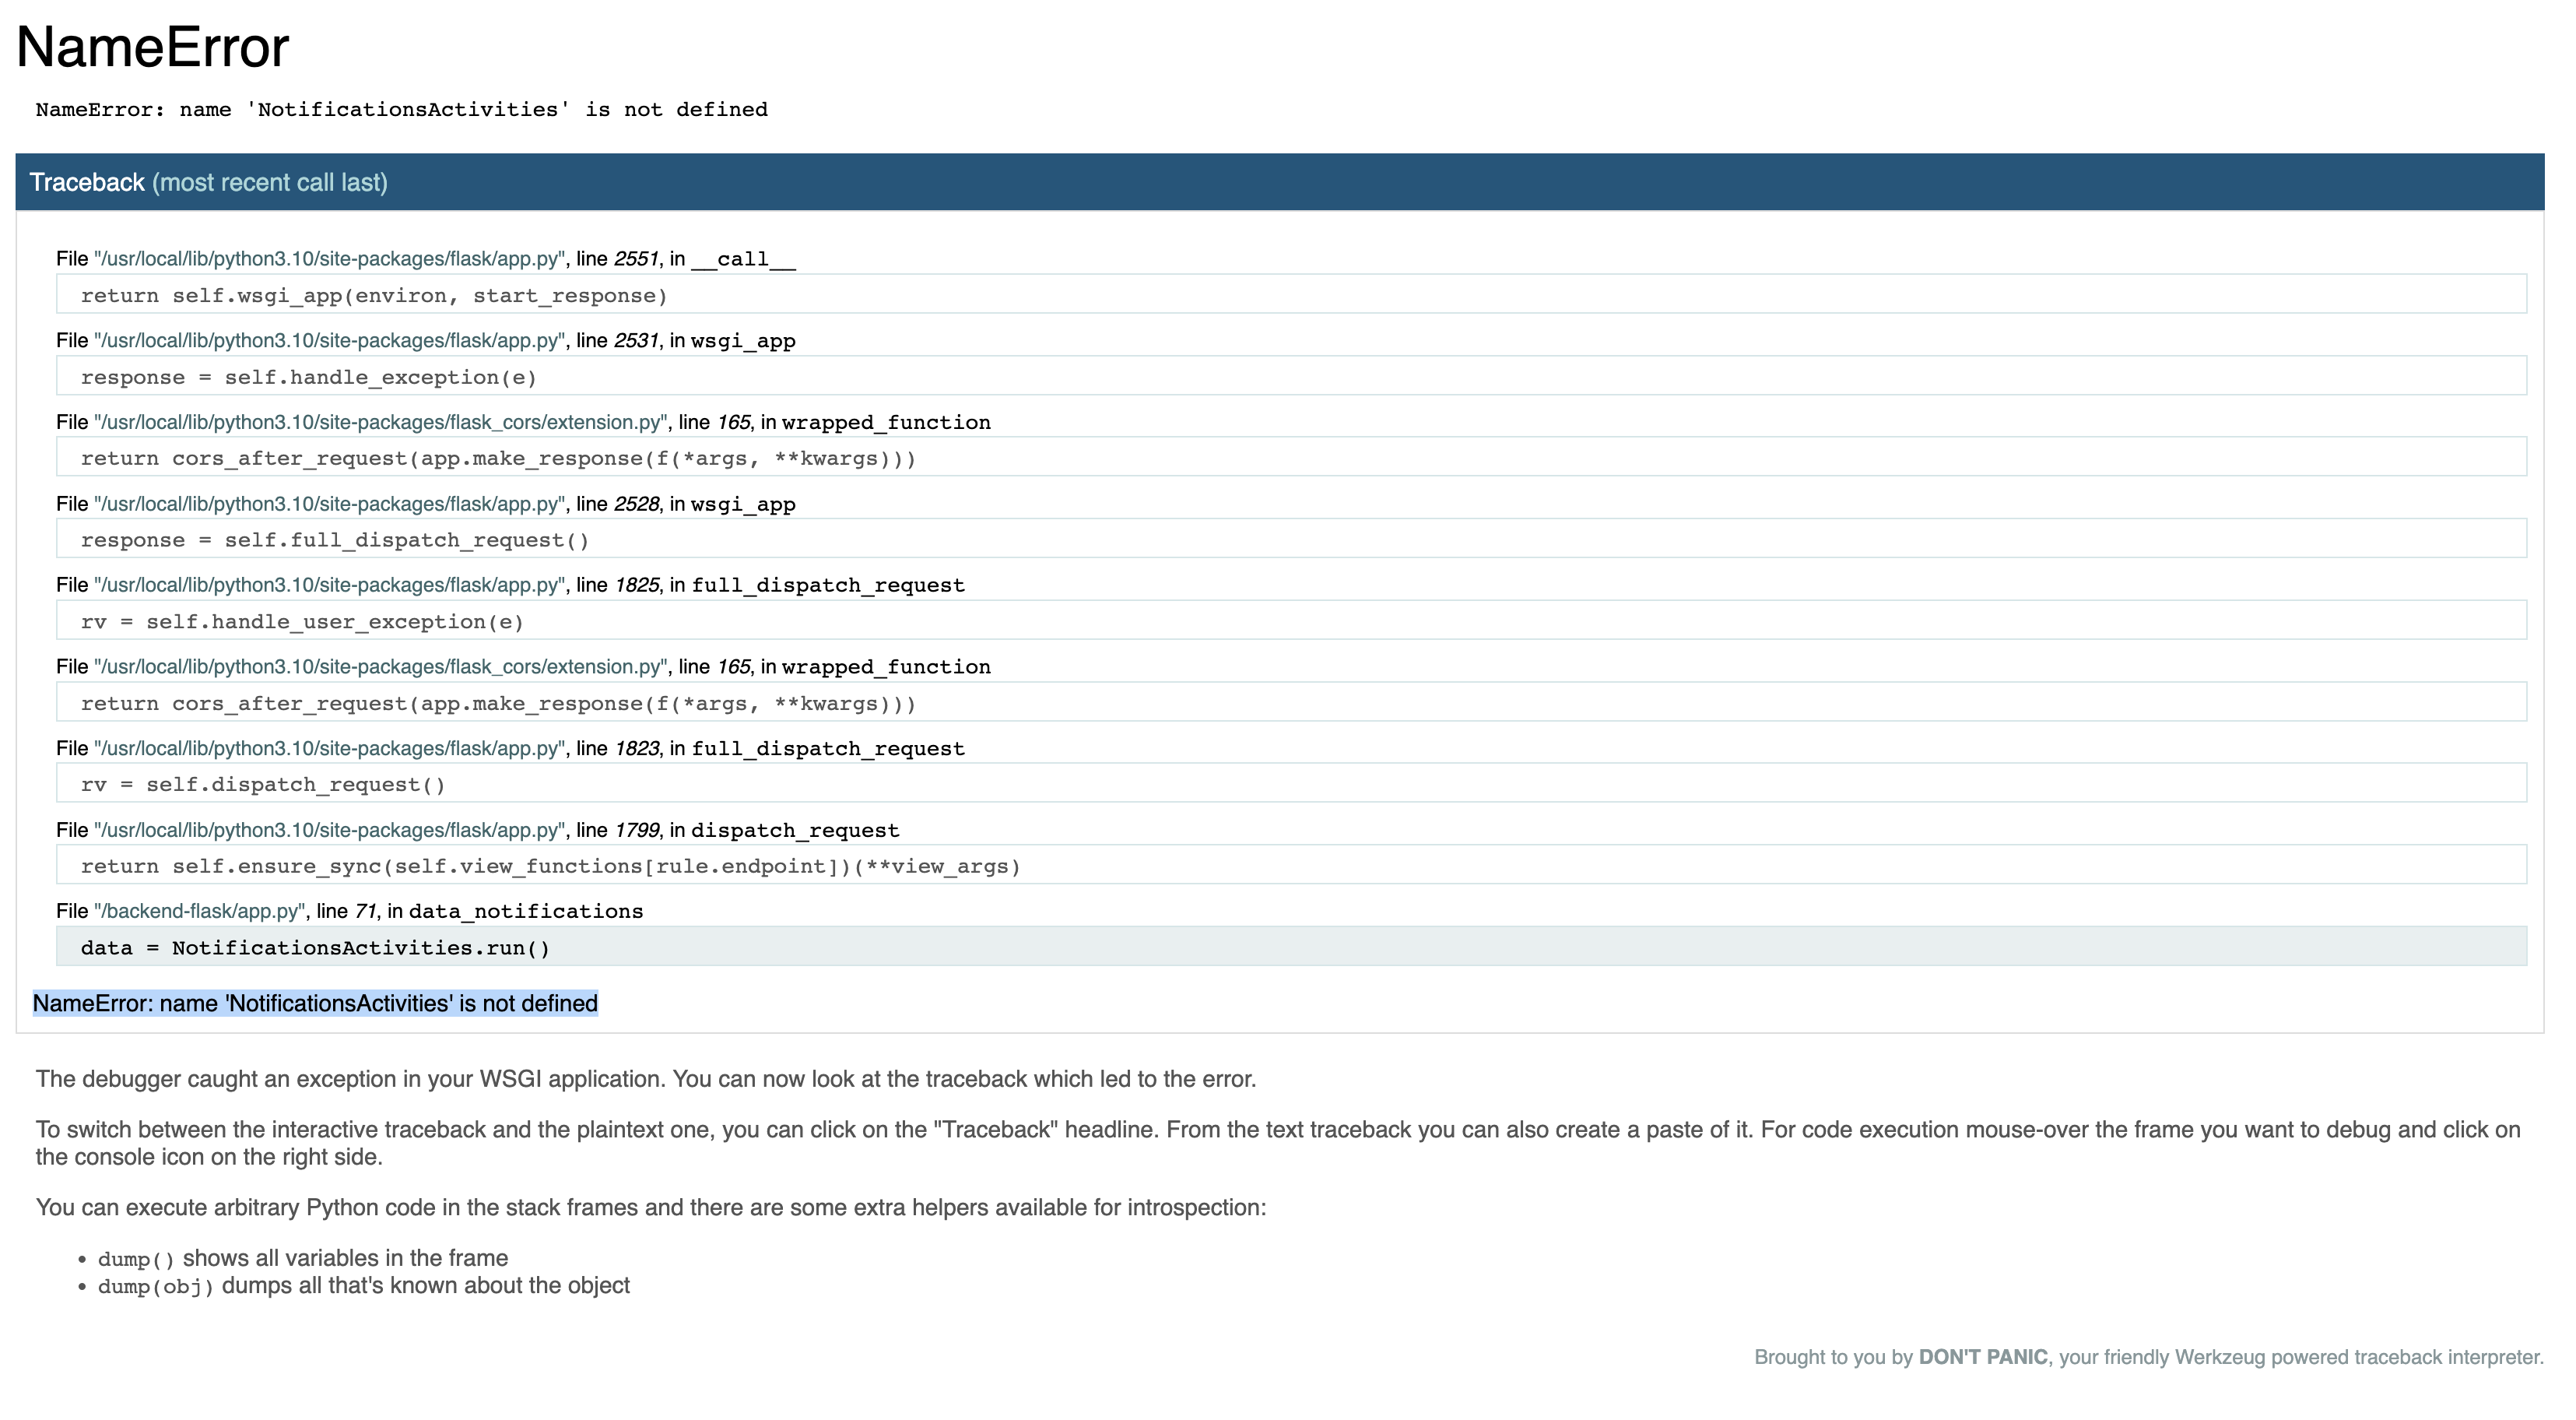 NameError
NameError: name 'NotificationsActivities' is not defined
Traceback (most recent call last)
File "/usr/local/lib/python3.10/site-packages/flask/app.py", line 2551, in __call__
return self.wsgi_app(environ, start_response)
File "/usr/local/lib/python3.10/site-packages/flask/app.py", line 2531, in wsgi_app
response = self.handle_exception(e)
File "/usr/local/lib/python3.10/site-packages/flask_cors/extension.py", line 165, in wrapped_function
return cors_after_request(app.make_response(f(*args, **kwargs)))
File "/usr/local/lib/python3.10/site-packages/flask/app.py", line 2528, in wsgi_app
response = self.full_dispatch_request()
File "/usr/local/lib/python3.10/site-packages/flask/app.py", line 1825, in full_dispatch_request
rv = self.handle_user_exception(e)
File "/usr/local/lib/python3.10/site-packages/flask_cors/extension.py", line 165, in wrapped_function
return cors_after_request(app.make_response(f(*args, **kwargs)))
File "/usr/local/lib/python3.10/site-packages/flask/app.py", line 1823, in full_dispatch_request
rv = self.dispatch_request()
File "/usr/local/lib/python3.10/site-packages/flask/app.py", line 1799, in dispatch_request
return self.ensure_sync(self.view_functions[rule.endpoint])(**view_args)
File "/backend-flask/app.py", line 71, in data_notifications
data = NotificationsActivities.run()
NameError: name 'NotificationsActivities' is not defined
The debugger caught an exception in your WSGI application. You can now look at the traceback which led to the error.
To switch between the interactive traceback and the plaintext one, you can click on the "Traceback" headline. From the text traceback you can also create a paste of it. For code execution mouse-over the frame you want to debug and click on
the console icon on the right side.
You can execute arbitrary Python code in the stack frames and there are some extra helpers available for introspection:
• dump() shows all variables in the frame
• dump(obj) dumps all that's known about the object
Brought to you by DON'T PANIC, your friendly Werkzeug powered traceback interpreter.